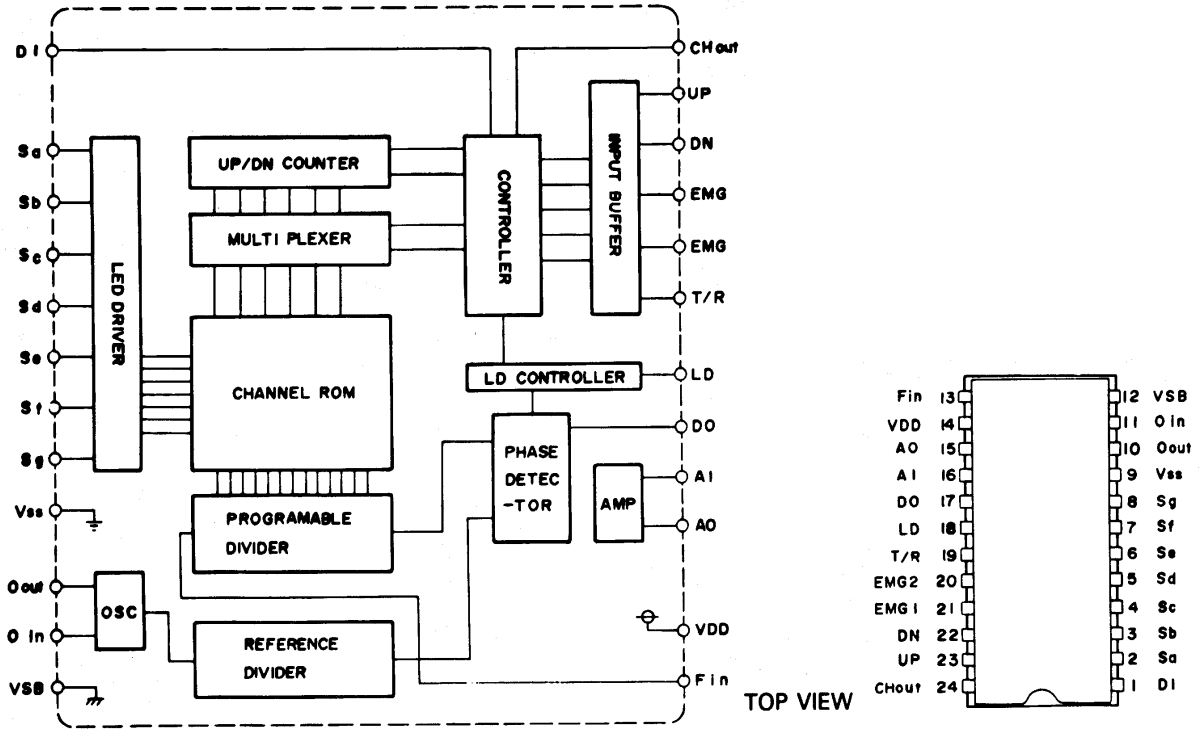 DI
Sa
Sb
Sc
Sd
Se
Sf
Sg
Vss
Oout
O In
VSB
LED DRIVER
UP/DN COUNTER
MULTI PLEXER
CHANNEL ROM
PROGRAMABLE
DIVIDER
OSC
REFERENCE
DIVIDER
CONTROLLER
INPUT BUFFER
LD CONTROLLER
PHASE
DETEC
-TOR
AMP
CHout
UP
DN
EMG
EMG
T/R
LD
DO
AI
AO
VDD
Fin
TOP VIEW
Fin 13
VDD 14
AO 15
AI 16
DO 17
LD 18
T/R 19
EMG2 20
EMG1 21
DN 22
UP 23
CHout 24
12 VSB
11 Oin
10 Oout
9 Vss
8 Sg
7 Sf
6 Se
5 Sd
4 Sc
3 Sb
2 Sa
1 DI